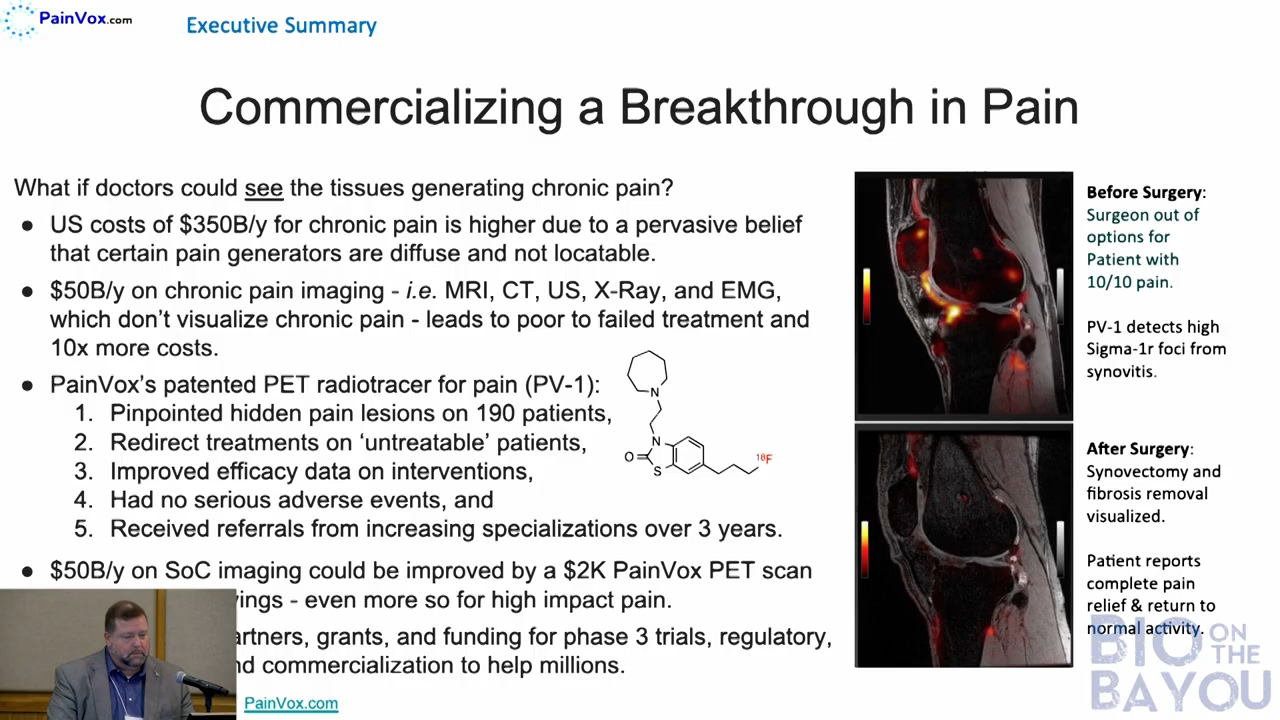 PainVox.com
Executive Summary
Commercializing a Breakthrough in Pain
What if doctors could see the tissues generating chronic pain?
● US costs of $350B/y for chronic pain is higher due to a pervasive belief
that certain pain generators are diffuse and not locatable.
● $50B/y on chronic pain imaging - i.e. MRI, CT, US, X-Ray, and EMG,
which don't visualize chronic pain - leads to poor to failed treatment and
10x more costs.
● PainVox's patented PET radiotracer for pain (PV-1):
1. Pinpointed hidden pain lesions on 190 patients,
2. Redirect treatments on 'untreatable' patients,
3. Improved efficacy data on interventions,
4. Had no serious adverse events, and
5. Received referrals from increasing specializations over 3 years.
● $50B/y on SoC imaging could be improved by a $2K PainVox PET scan
- even more so for high impact pain.
grants, and funding for phase 3 trials, regulatory,
commercialization to help millions.
PainVox.com
N
N
O
S
18F
Before Surgery:
Surgeon out of
options for
Patient with
10/10 pain.
PV-1 detects high
Sigma-1r foci from
synovitis.
After Surgery:
Synovectomy and
fibrosis removal
visualized.
Patient reports
complete pain
relief & return to
normal activity.
BIO ON THE
BAYOU